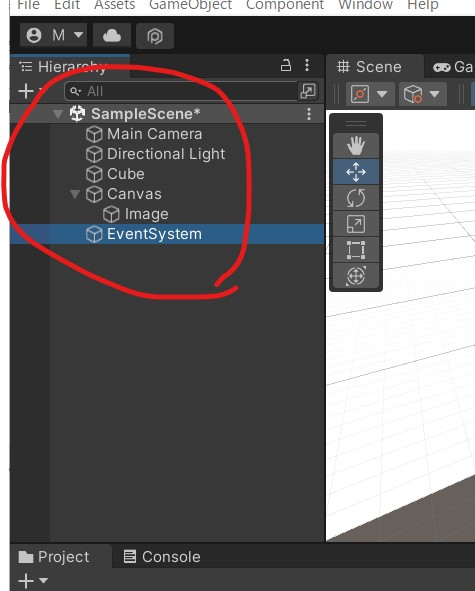 File Edit Assets GameObject Component Window Help
M
Hierarchy
Scene
Ga
All
SampleScene*
Main Camera
Directional Light
Cube
Canvas
Image
EventSystem
Project
Console